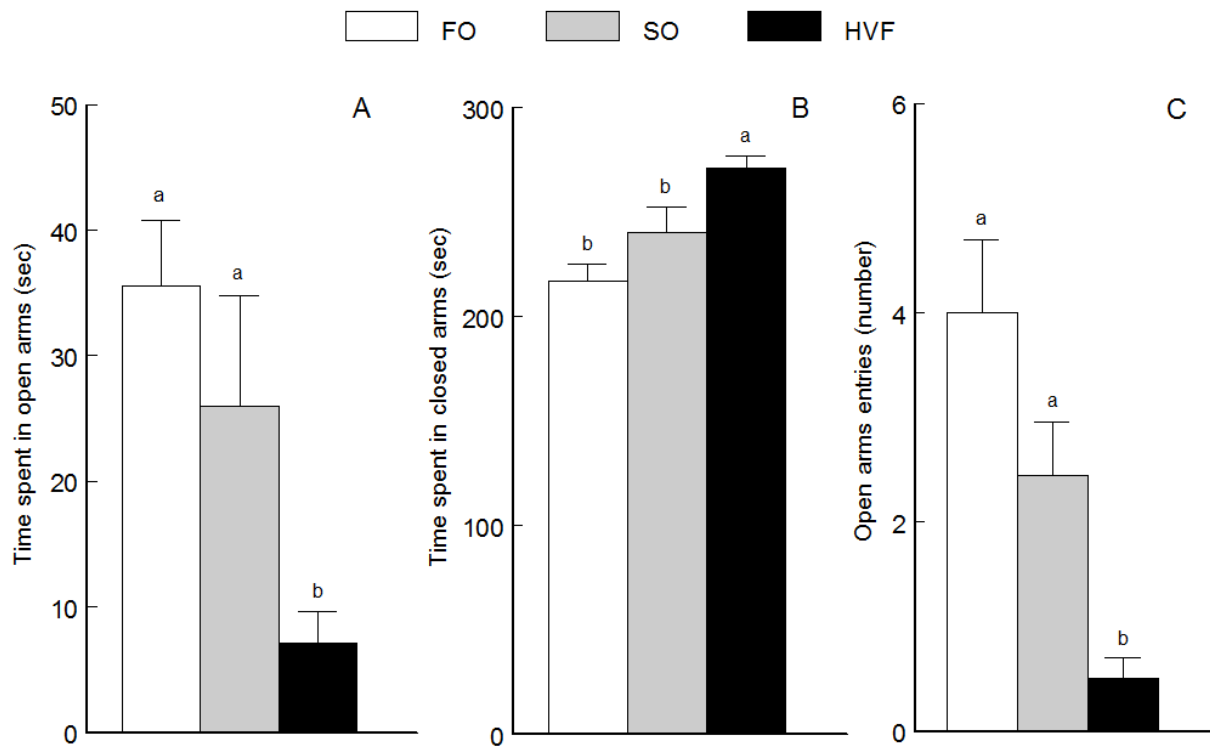 FO SO HVF
A
50
40
30
20
10
0
Time spent in open arms (sec)
a
a
b
B
300
200
100
0
Time spent in closed arms (sec)
b
b
a
C
6
4
2
0
Open arms entries (number)
a
a
b